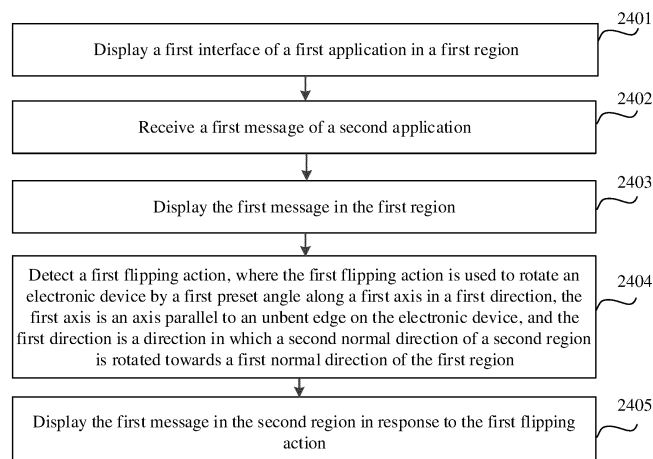 2401
Display a first interface of a first application in a first region
2402
Receive a first message of a second application
2403
Display the first message in the first region
2404
Detect a first flipping action, where the first flipping action is used to rotate an
electronic device by a first preset angle along a first axis in a first direction, the
first axis is an axis parallel to an unbent edge on the electronic device, and the
first direction is a direction in which a second normal direction of a second region
is rotated towards a first normal direction of the first region
2405
Display the first message in the second region in response to the first flipping
action